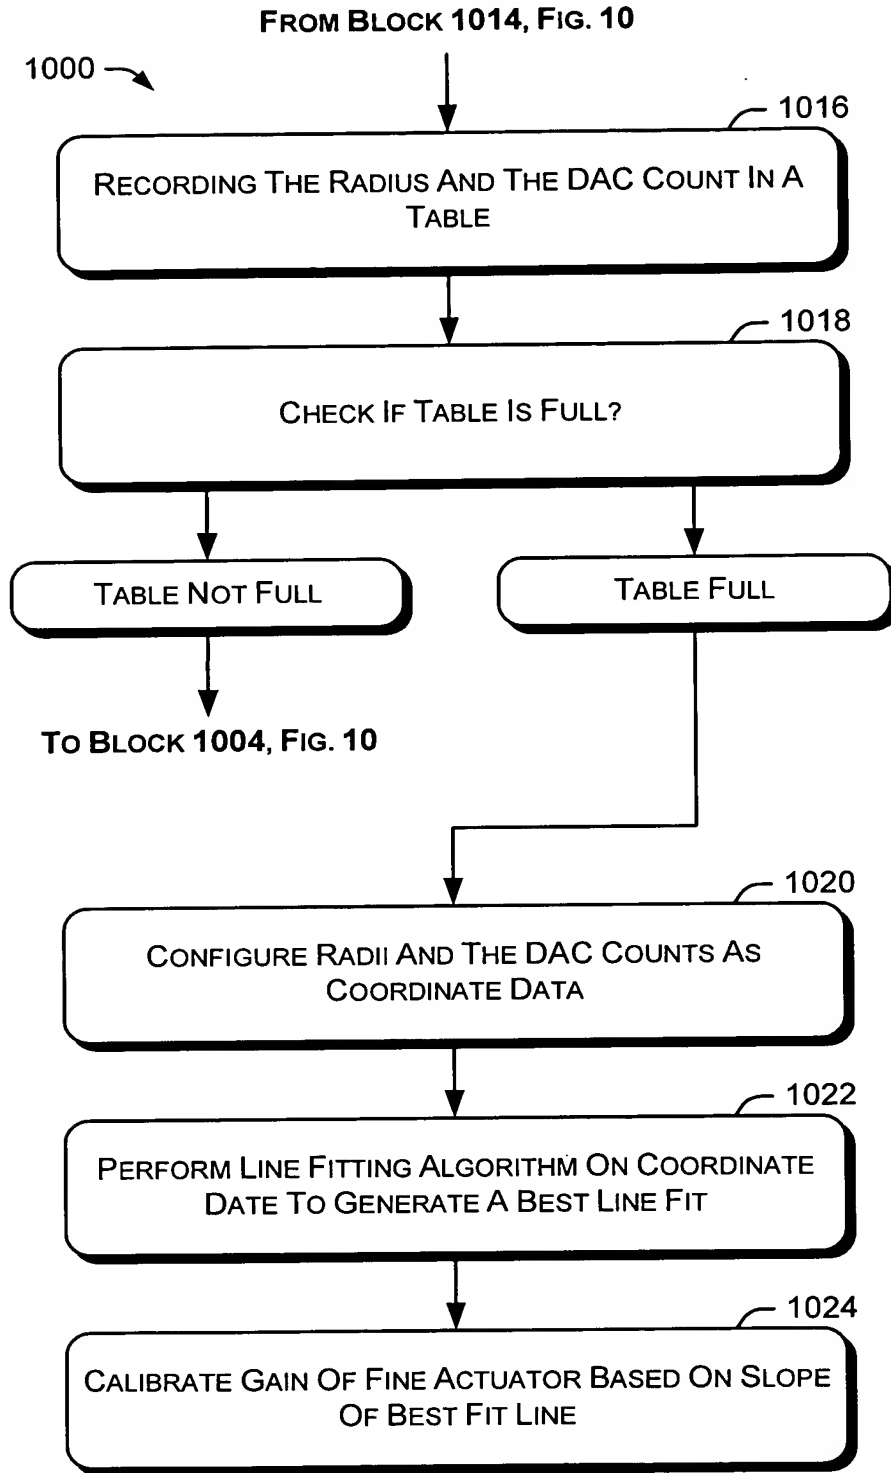 FROM BLOCK 1014, FIG. 10
1000
1016
RECORDING THE RADIUS AND THE DAC COUNT IN A
TABLE
1018
CHECK IF TABLE IS FULL?
TABLE NOT FULL
TABLE FULL
TO BLOCK 1004, FIG. 10
1020
CONFIGURE RADII AND THE DAC COUNTS AS
COORDINATE DATA
1022
PERFORM LINE FITTING ALGORITHM ON COORDINATE
DATE TO GENERATE A BEST LINE FIT
1024
CALIBRATE GAIN OF FINE ACTUATOR BASED ON SLOPE
OF BEST FIT LINE